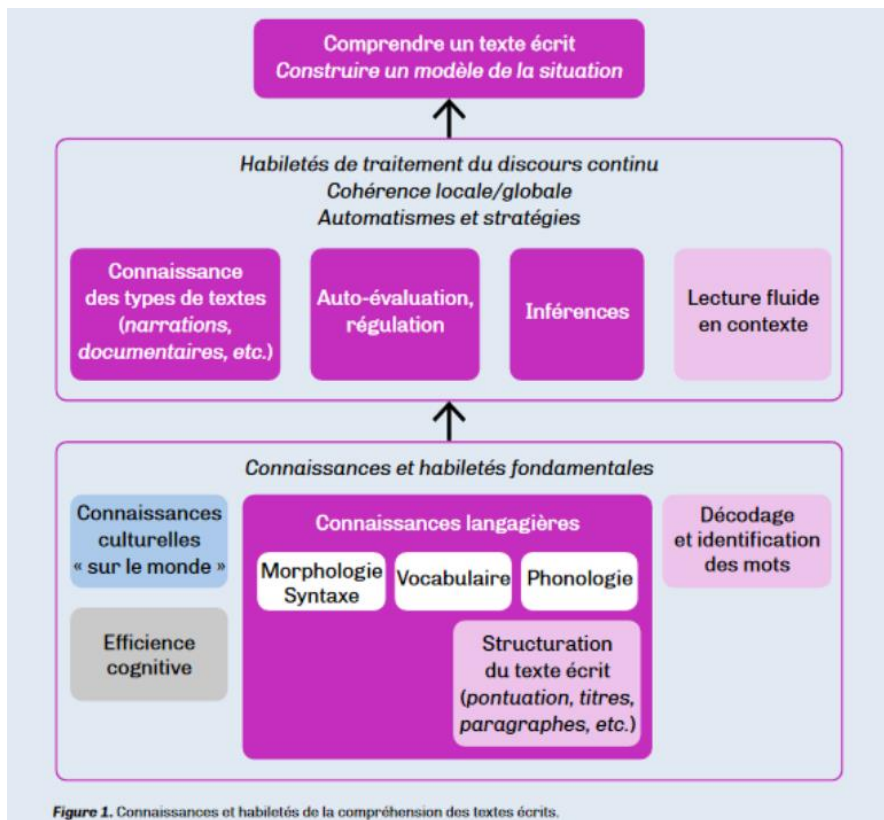 Comprendre un texte écrit
Construire un modèle de la situation
Habiletés de traitement du discours continu
Cohérence locale/globale
Automatismes et stratégies
Connaissance
des types de textes
(narrations,
documentaires, etc.)
Auto-évaluation,
régulation
Inférences
Lecture fluide
en contexte
Connaissances et habiletés fondamentales
Connaissances
culturelles
« sur le monde »
Efficience
cognitive
Connaissances langagières
Morphologie
Syntaxe
Vocabulaire
Phonologie
Structuration
du texte écrit
(pontuation, titres,
paragraphes, etc.)
Décodage
et identification
des mots
Figure 1. Connaissances et habiletés de la compréhension des textes écrits.